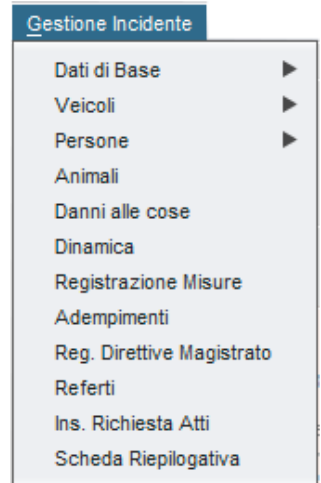 Gestione Incidente
Dati di Base
Veicoli
Persone
Animali
Danni alle cose
Dinamica
Registrazione Misure
Adempimenti
Reg. Direttive Magistrato
Referti
Ins. Richiesta Atti
Scheda Riepilogativa